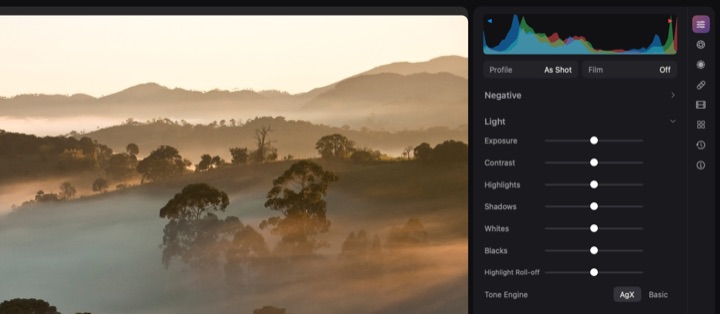 Profile As Shot Film Off
Negative
Light
Exposure
Contrast
Highlights
Shadows
Whites
Blacks
Highlight Roll-off
Tone Engine AgX Basic